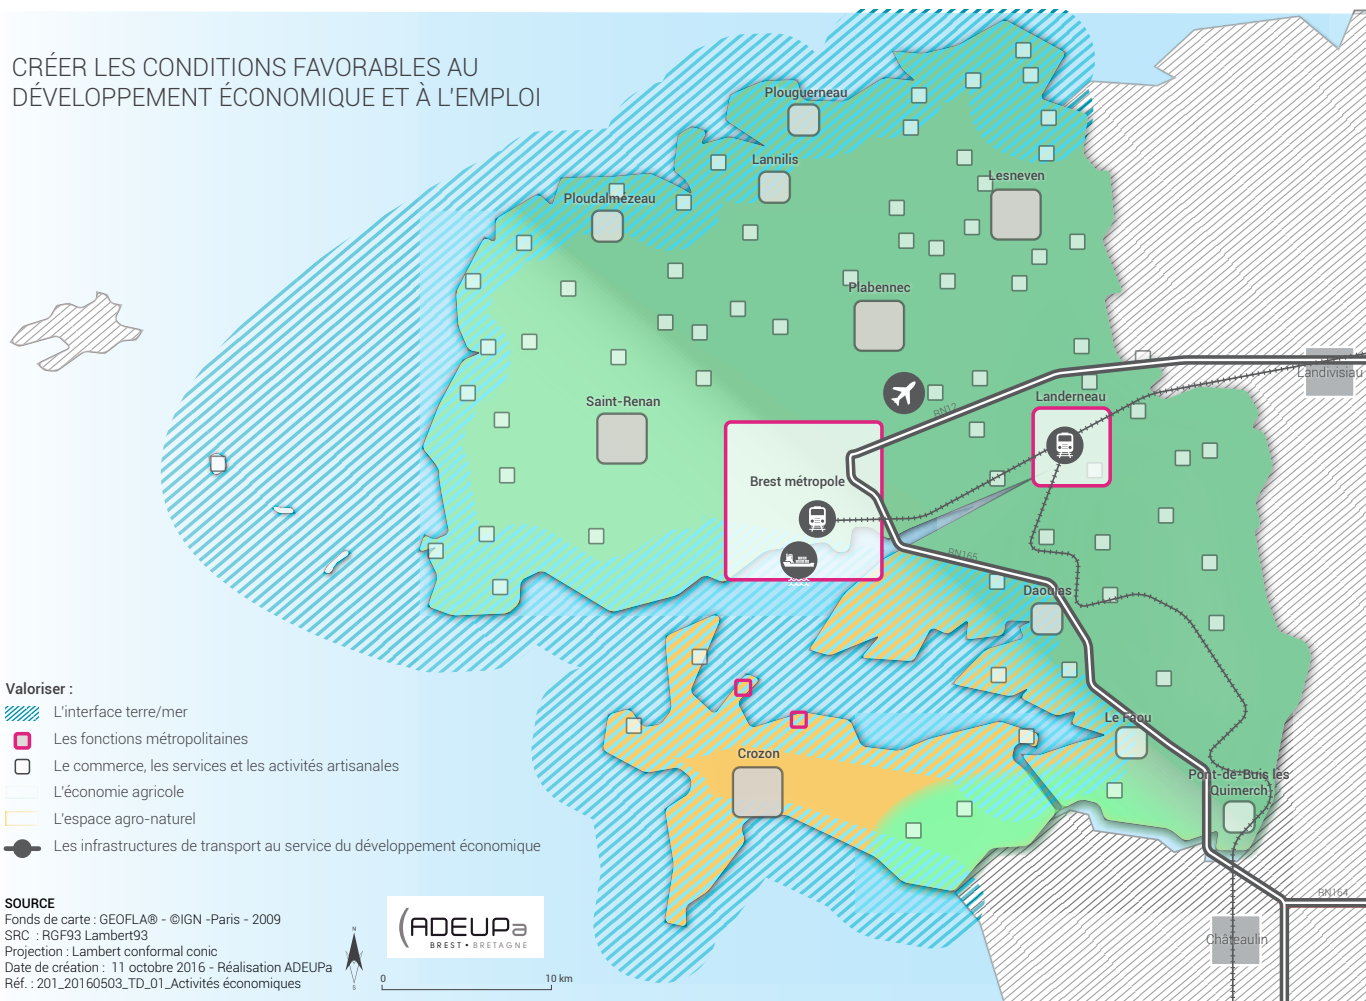 CRÉER LES CONDITIONS FAVORABLES AU
DÉVELOPPEMENT ÉCONOMIQUE ET À L'EMPLOI
Plouguerneau
Lannilis
Lesneven
Ploudalmézeau
Plabennec
Landivisiau
Saint-Renan
Landerneau
RN12
Brest métropole
RN165
Daoulas
Le Faou
Crozon
Pont-de-Buis lès
Quimerch
RN164
Châteaulin
Valoriser :
L'interface terre/mer
Les fonctions métropolitaines
Le commerce, les services et les activités artisanales
L'économie agricole
L'espace agro-naturel
Les infrastructures de transport au service du développement économique
SOURCE
Fonds de carte : GEOFLA® - ©IGN -Paris - 2009
SRC : RGF93 Lambert93
Projection : Lambert conformal conic
Date de création : 11 octobre 2016 - Réalisation ADEUPa
Réf. : 201_20160503_TD_01_Activités économiques
N
S
ADEUPa
BREST • BRETAGNE
0 10 km